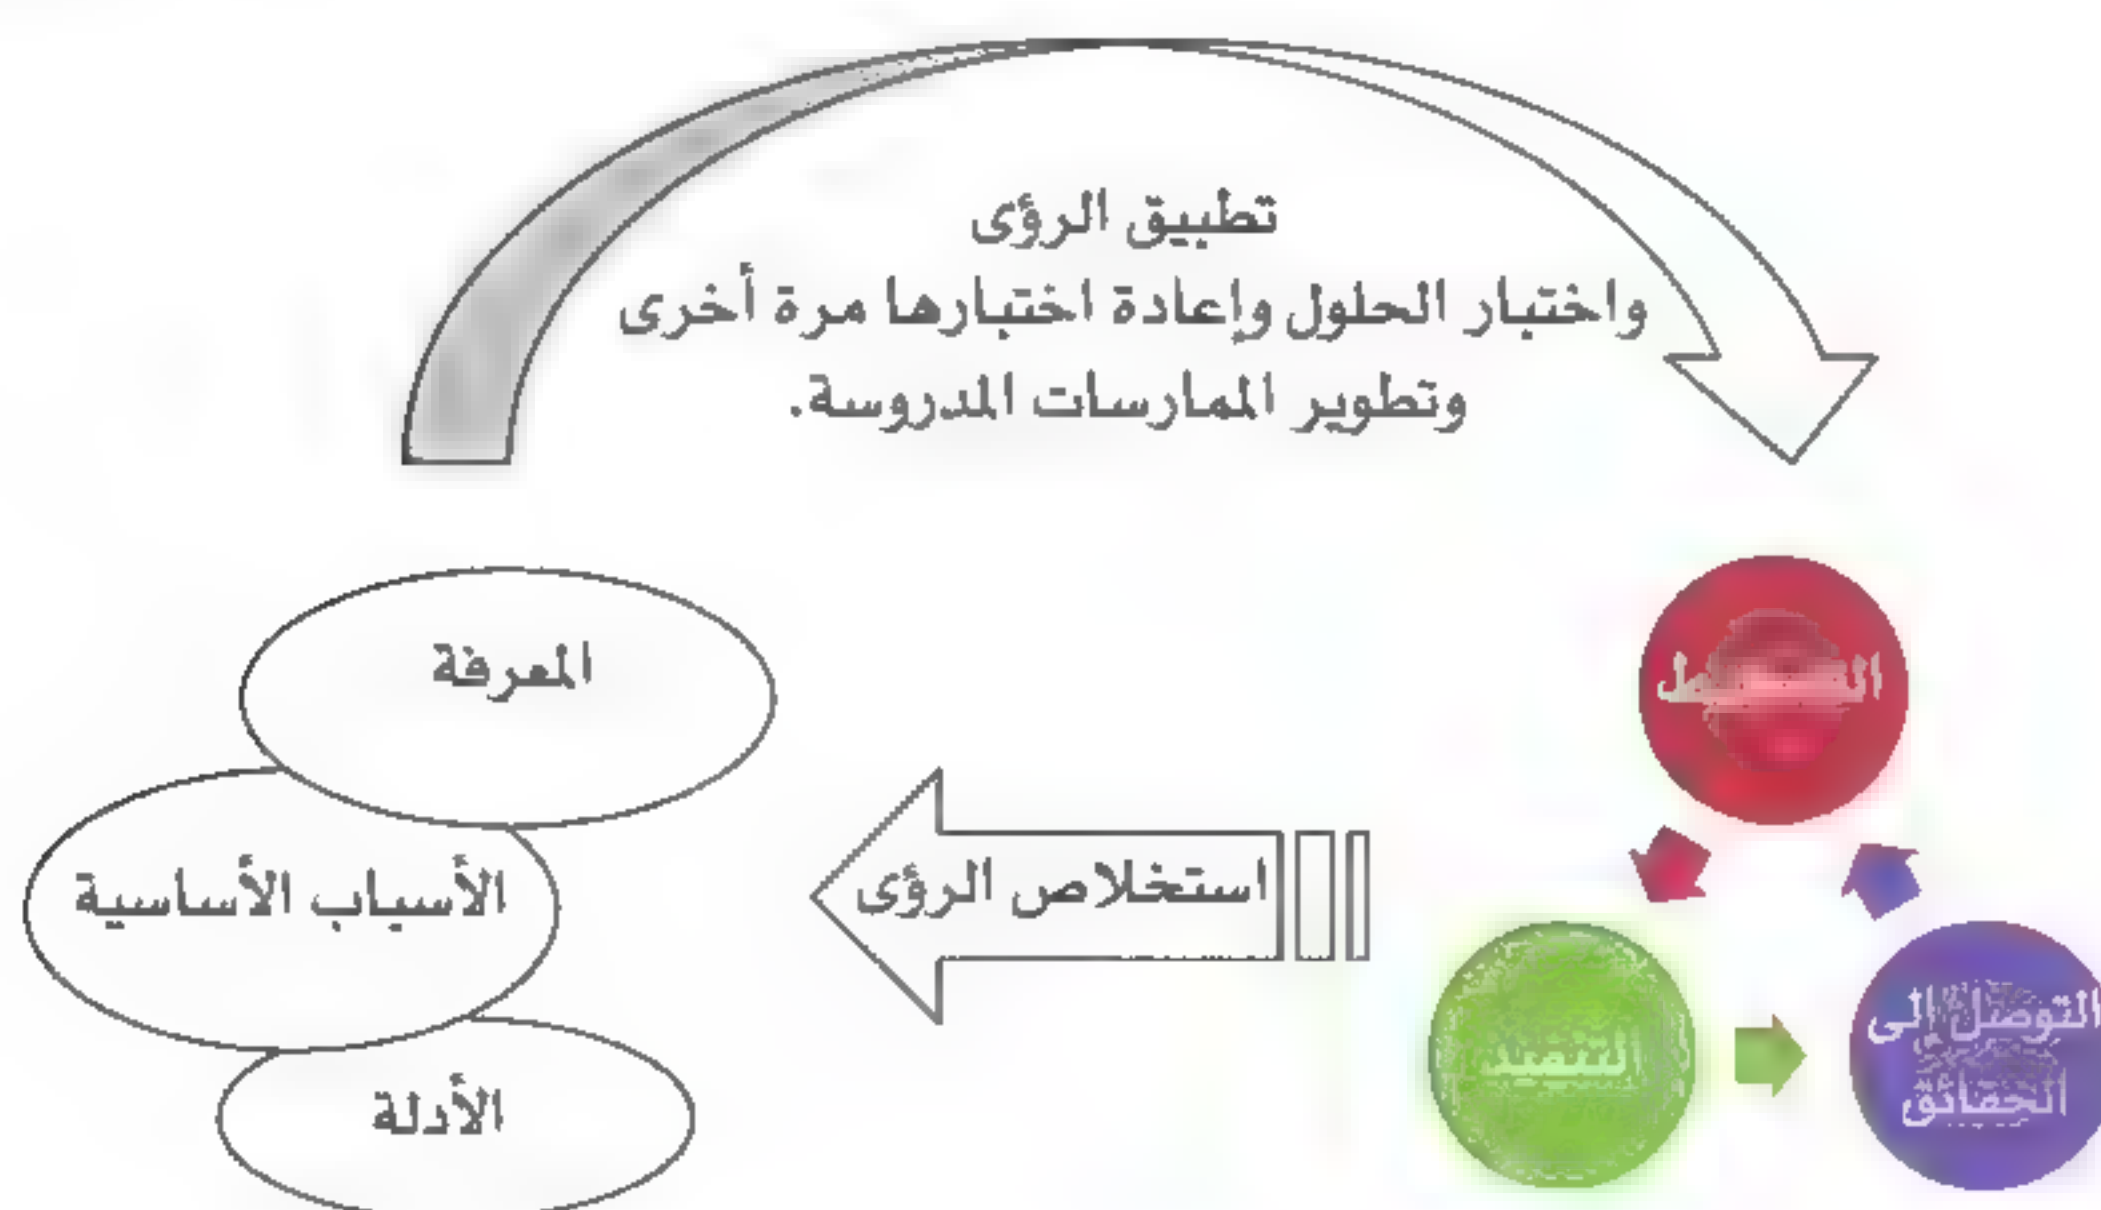 تطبيق الرؤى
واختبار الحلول وإعادة اختبارها مرة أخرى
وتطوير الممارسات المدروسة.
المعرفة
استخلاص الرؤى
الأسباب الأساسية
التوصل إلى
الحقائق
الأدلة